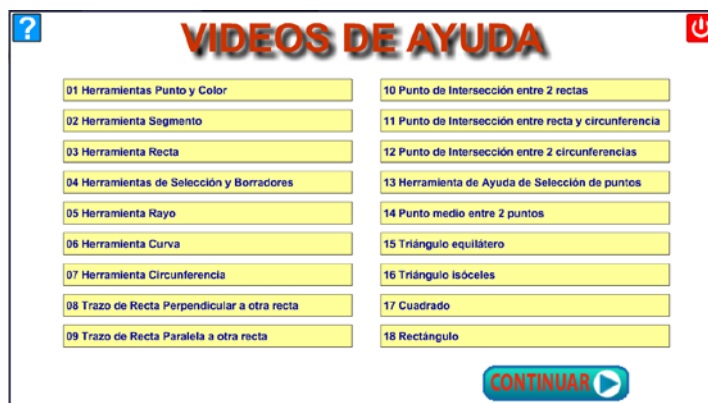 ?
VIDEOS DE AYUDA
01 Herramientas Punto y Color
02 Herramienta Segmento
03 Herramienta Recta
04 Herramientas de Selección y Borradores
05 Herramienta Rayo
06 Herramienta Curva
07 Herramienta Circunferencia
08 Trazo de Recta Perpendicular a otra recta
09 Trazo de Recta Paralela a otra recta
10 Punto de Intersección entre 2 rectas
11 Punto de Intersección entre recta y circunferencia
12 Punto de Intersección entre 2 circunferencias
13 Herramienta de Ayuda de Selección de puntos
14 Punto medio entre 2 puntos
15 Triángulo equilátero
16 Triángulo isóceles
17 Cuadrado
18 Rectángulo
CONTINUAR